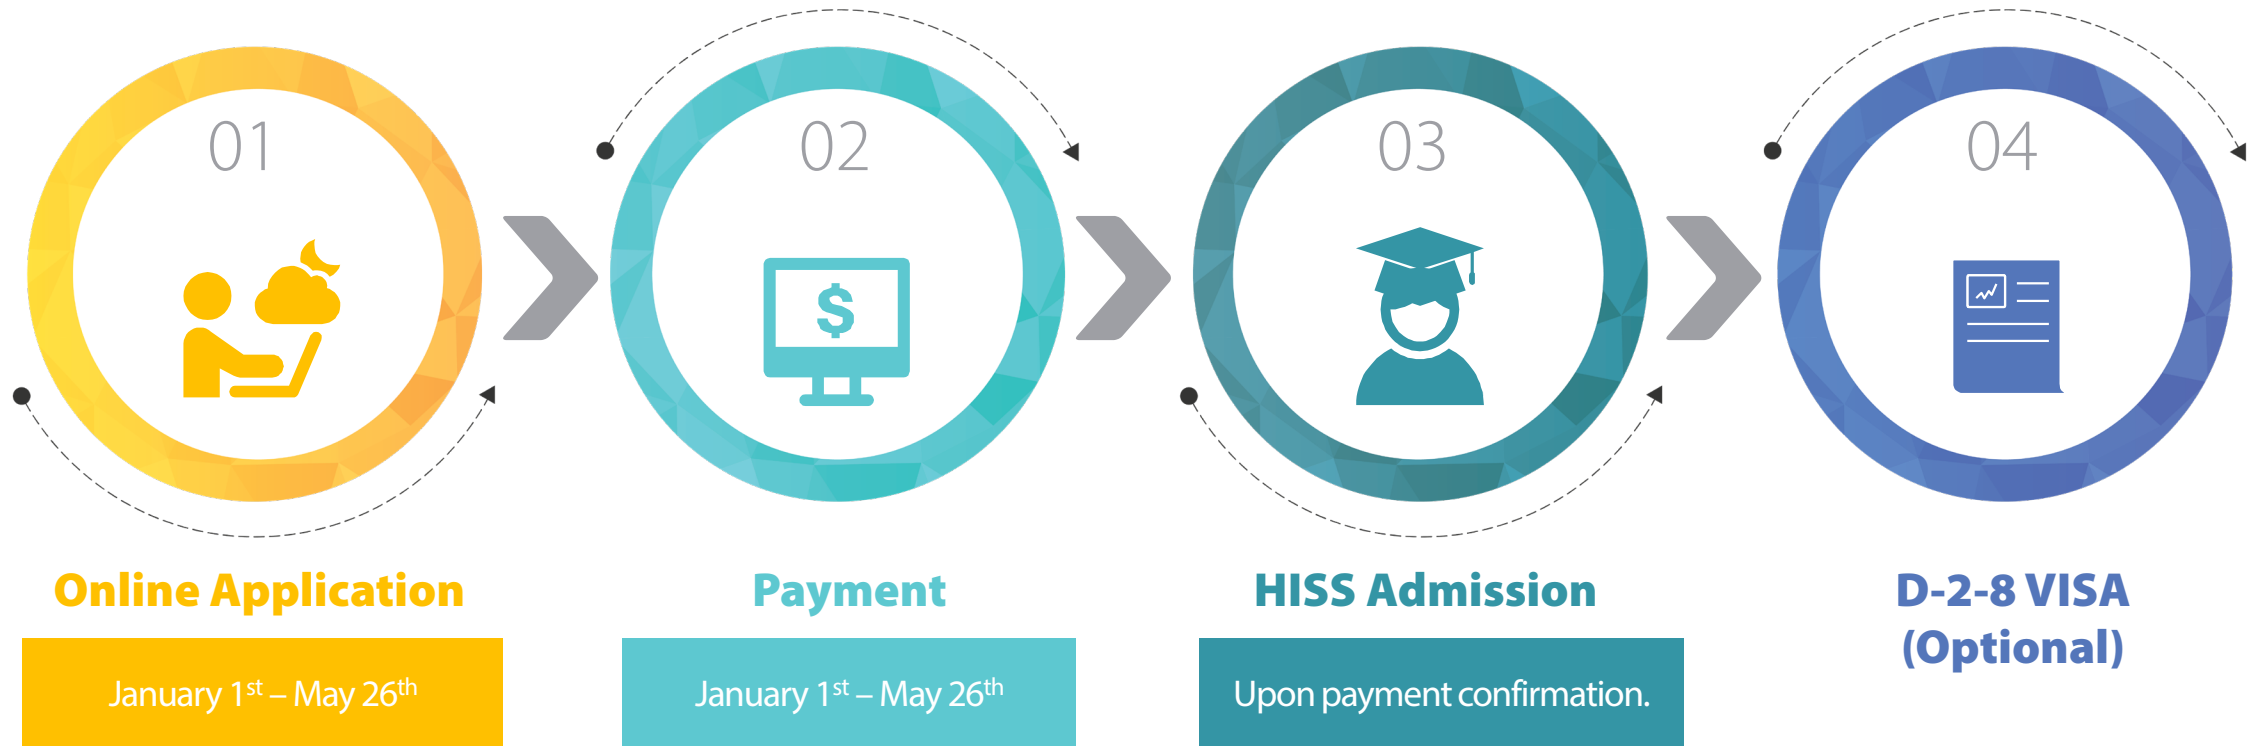 01
02
03
04
$
Online Application
January 1st – May 26th
Payment
January 1st – May 26th
HISS Admission
Upon payment confirmation.
D-2-8 VISA
(Optional)